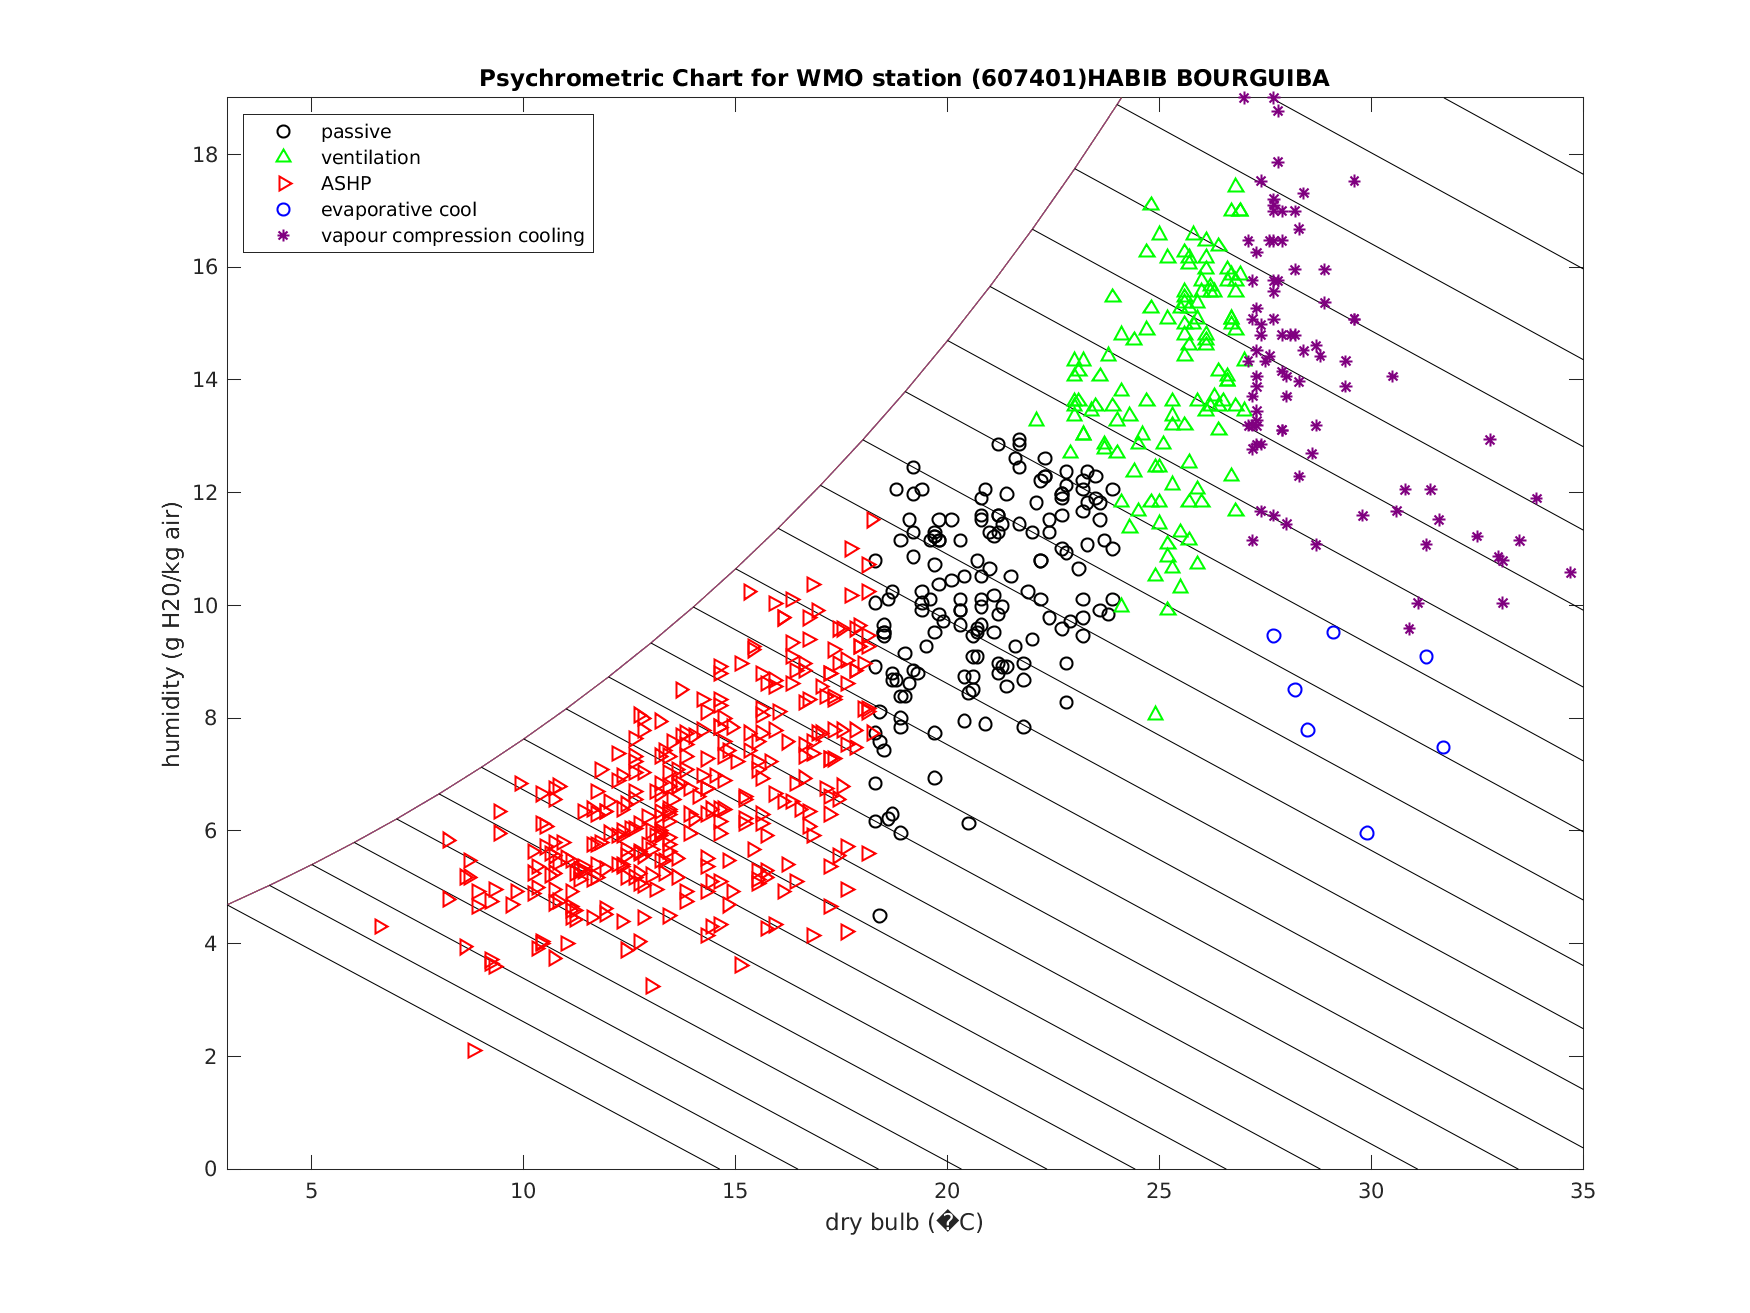 Psychrometric Chart for WMO station (607401)HABIB BOURGUIBA
passive
ventilation
ASHP
evaporative cool
vapour compression cooling
humidity (g H20/kg air)
18
16
14
12
10
8
6
4
2
0
5 10 15 20 25 30 35
dry bulb (�C)